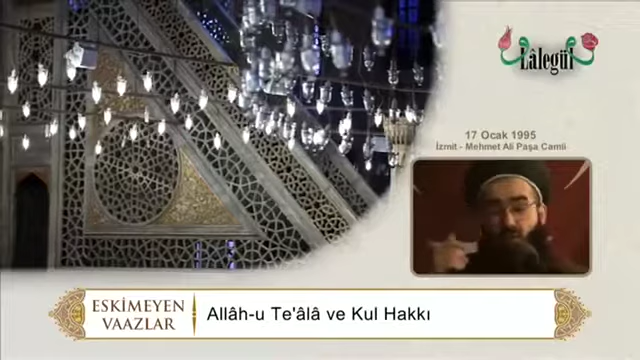 Lâlegül
17 Ocak 1995
İzmit - Mehmet Ali Paşa Camii
ESKİMEYEN
VAAZLAR
Allâh-u Te'âlâ ve Kul Hakkı